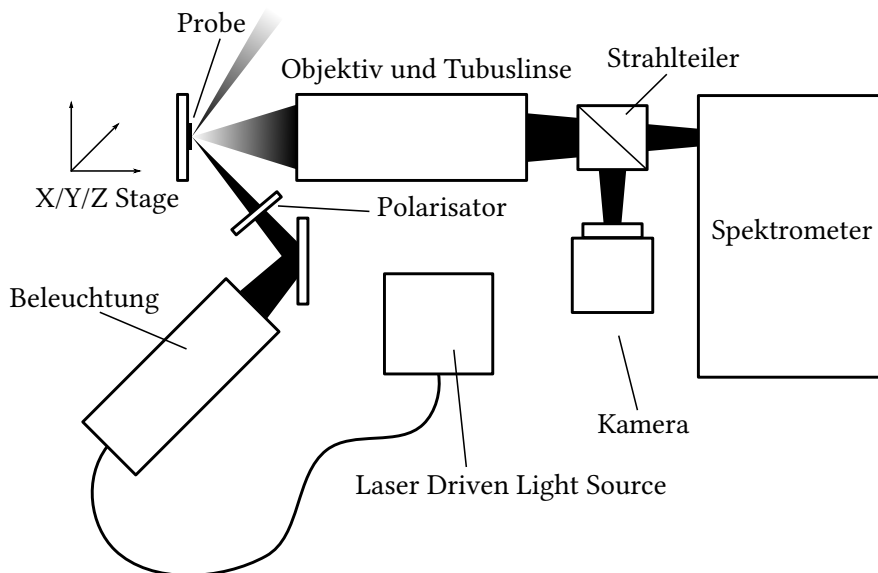 Probe
Objektiv und Tubuslinse
Strahlteiler
X/Y/Z Stage
Polarisator
Spektrometer
Beleuchtung
Kamera
Laser Driven Light Source